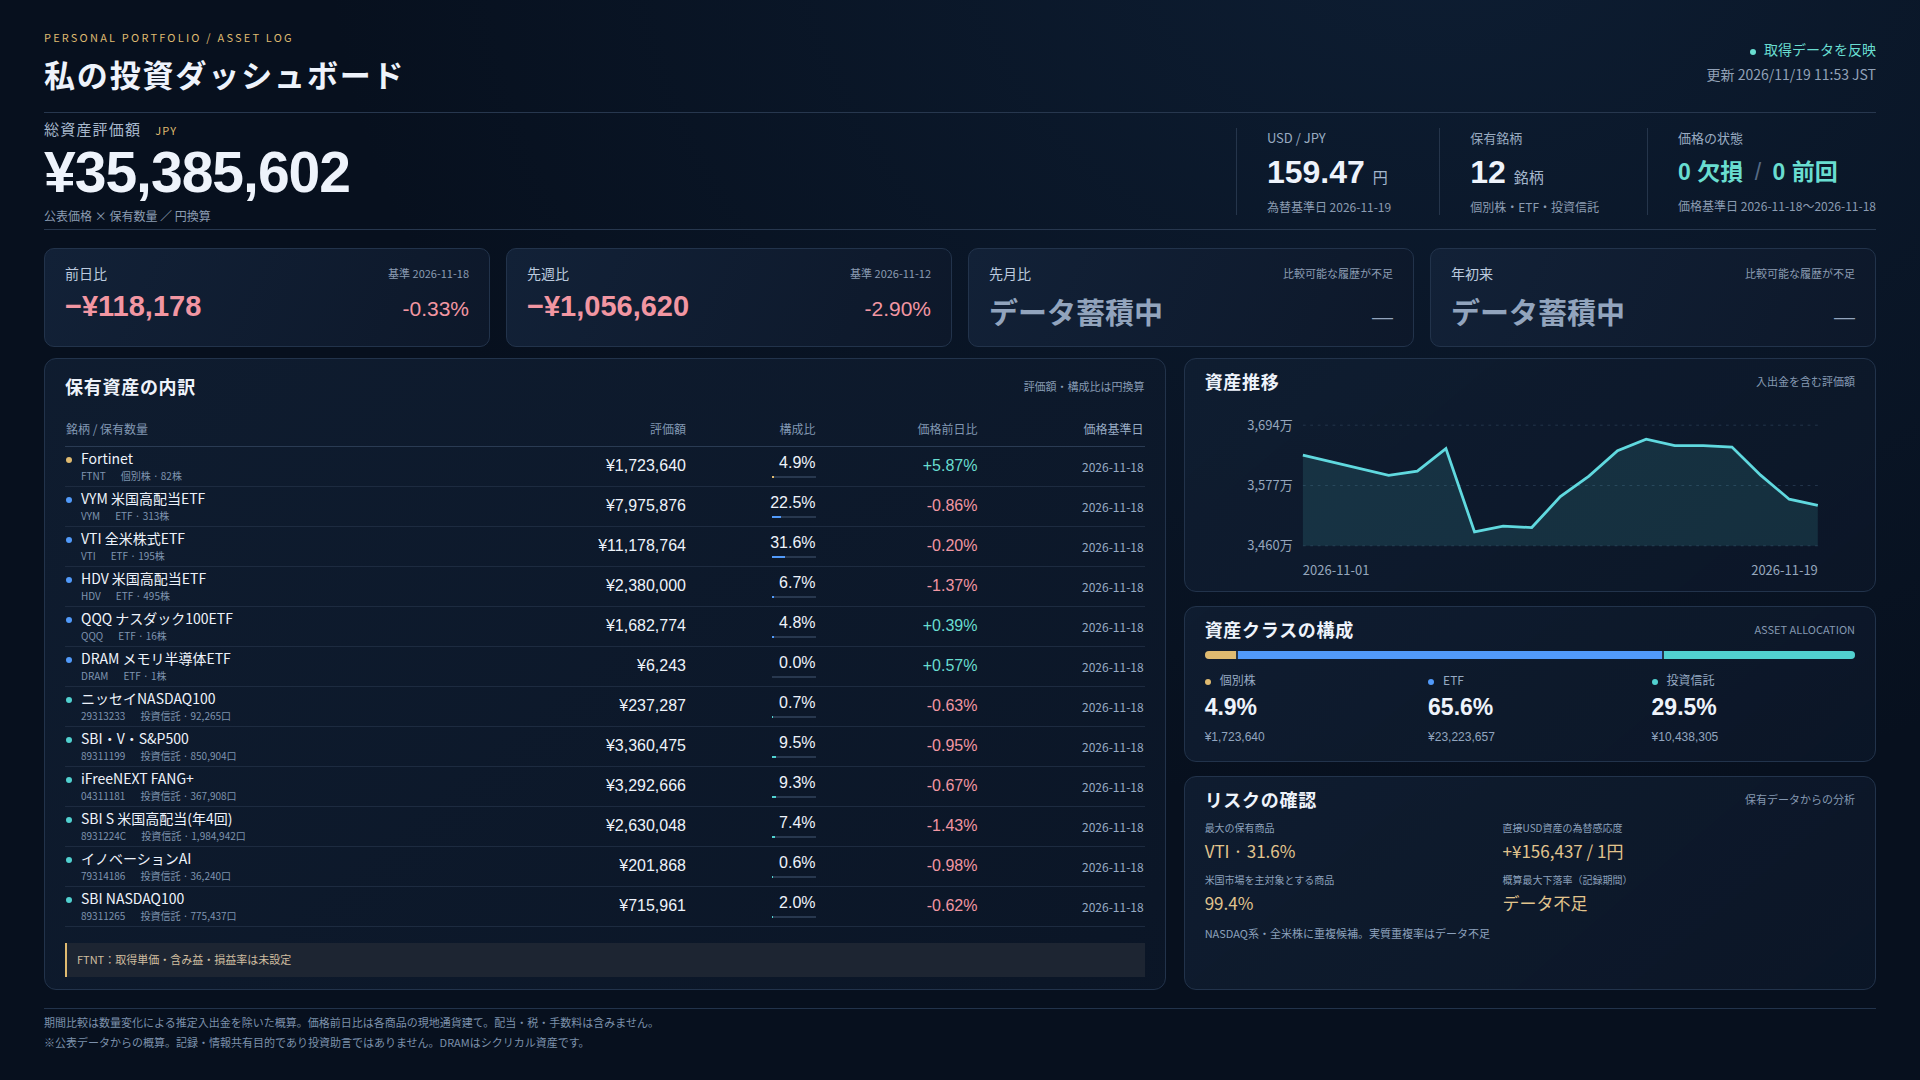 PERSONAL PORTFOLIO / ASSET LOG
私の投資ダッシュボード
取得データを反映
更新 2026/11/19 11:53 JST
総資産評価額 JPY
¥35,385,602
公表価格 × 保有数量 ／ 円換算
USD / JPY
159.47 円
為替基準日 2026-11-19
保有銘柄
12 銘柄
個別株・ETF・投資信託
価格の状態
0 欠損 / 0 前回
価格基準日 2026-11-18〜2026-11-18
前日比 基準 2026-11-18
−¥118,178 -0.33%
先週比 基準 2026-11-12
−¥1,056,620 -2.90%
先月比 比較可能な履歴が不足
データ蓄積中 —
年初来 比較可能な履歴が不足
データ蓄積中 —
保有資産の内訳 評価額・構成比は円換算
銘柄 / 保有数量 評価額 構成比 価格前日比 価格基準日
Fortinet ¥1,723,640 4.9% +5.87% 2026-11-18
FTNT 個別株・82株
VYM 米国高配当ETF ¥7,975,876 22.5% -0.86% 2026-11-18
VYM ETF・313株
VTI 全米株式ETF ¥11,178,764 31.6% -0.20% 2026-11-18
VTI ETF・195株
HDV 米国高配当ETF ¥2,380,000 6.7% -1.37% 2026-11-18
HDV ETF・495株
QQQ ナスダック100ETF ¥1,682,774 4.8% +0.39% 2026-11-18
QQQ ETF・16株
DRAM メモリ半導体ETF ¥6,243 0.0% +0.57% 2026-11-18
DRAM ETF・1株
ニッセイNASDAQ100 ¥237,287 0.7% -0.63% 2026-11-18
29313233 投資信託・92,265口
SBI・V・S&P500 ¥3,360,475 9.5% -0.95% 2026-11-18
89311199 投資信託・850,904口
iFreeNEXT FANG+ ¥3,292,666 9.3% -0.67% 2026-11-18
04311181 投資信託・367,908口
SBI S 米国高配当(年4回) ¥2,630,048 7.4% -1.43% 2026-11-18
8931224C 投資信託・1,984,942口
イノベーションAI ¥201,868 0.6% -0.98% 2026-11-18
79314186 投資信託・36,240口
SBI NASDAQ100 ¥715,961 2.0% -0.62% 2026-11-18
89311265 投資信託・775,437口
FTNT：取得単価・含み益・損益率は未設定
資産推移 入出金を含む評価額
3,694万
3,577万
3,460万
2026-11-01 2026-11-19
資産クラスの構成 ASSET ALLOCATION
個別株 ETF 投資信託
4.9% 65.6% 29.5%
¥1,723,640 ¥23,223,657 ¥10,438,305
リスクの確認 保有データからの分析
最大の保有商品 直接USD資産の為替感応度
VTI・31.6% +¥156,437 / 1円
米国市場を主対象とする商品 概算最大下落率（記録期間）
99.4% データ不足
NASDAQ系・全米株に重複候補。実質重複率はデータ不足
期間比較は数量変化による推定入出金を除いた概算。価格前日比は各商品の現地通貨建て。配当・税・手数料は含みません。
※公表データからの概算。記録・情報共有目的であり投資助言ではありません。DRAMはシクリカル資産です。